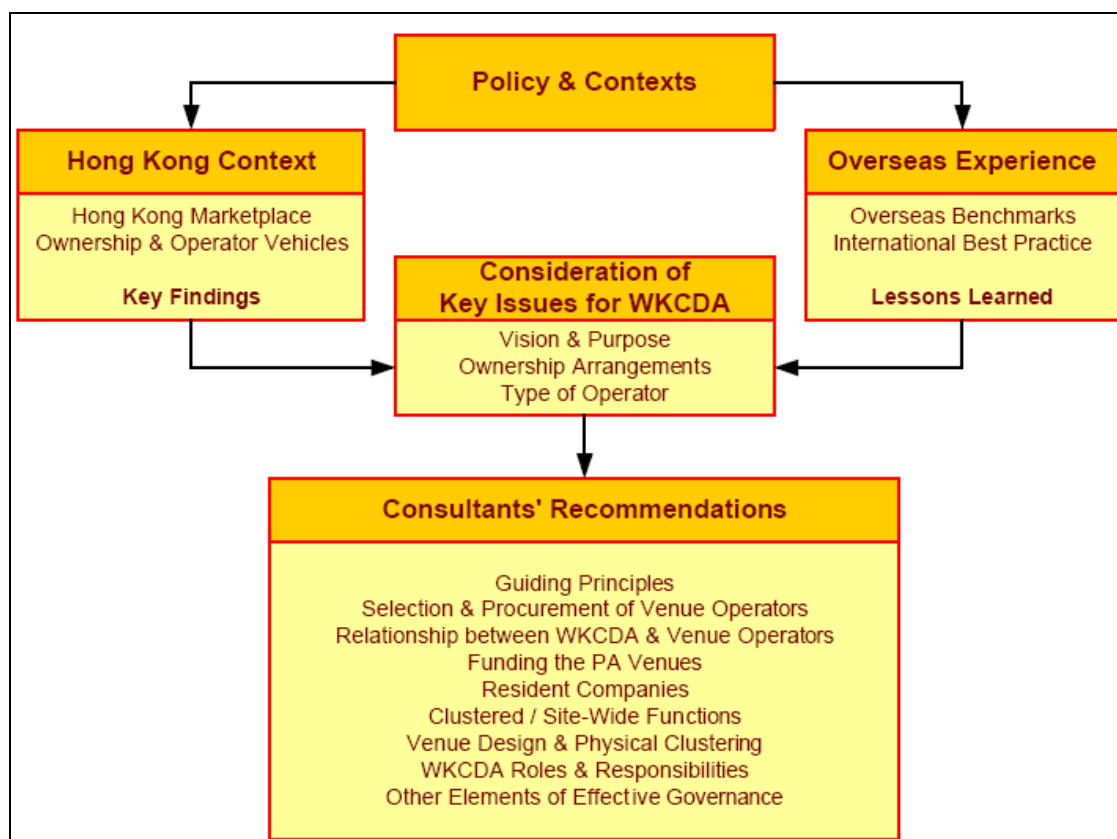 Policy & Contexts
Hong Kong Context
Hong Kong Marketplace
Ownership & Operator Vehicles
Key Findings
Overseas Experience
Overseas Benchmarks
International Best Practice
Lessons Learned
Consideration of
Key Issues for WKCDA
Vision & Purpose
Ownership Arrangements
Type of Operator
Consultants' Recommendations
Guiding Principles
Selection & Procurement of Venue Operators
Relationship between WKCDA & Venue Operators
Funding the PA Venues
Resident Companies
Clustered / Site-Wide Functions
Venue Design & Physical Clustering
WKCDA Roles & Responsibilities
Other Elements of Effective Governance